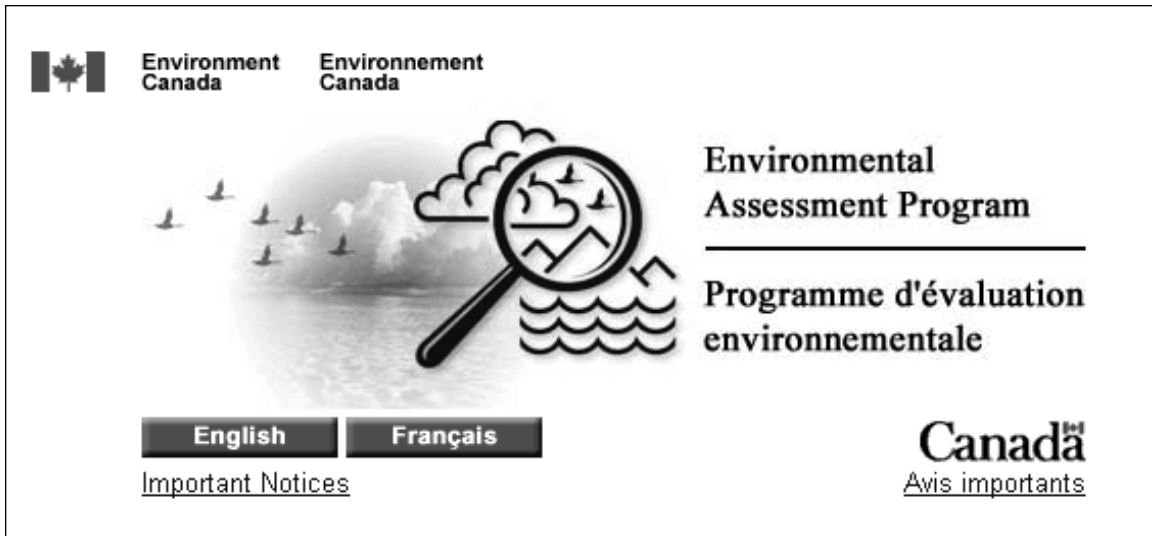 Environment
Canada
Environnement
Canada
Environmental
Assessment Program
Programme d'évaluation
environnementale
English
Français
Canada
Important Notices
Avis importants